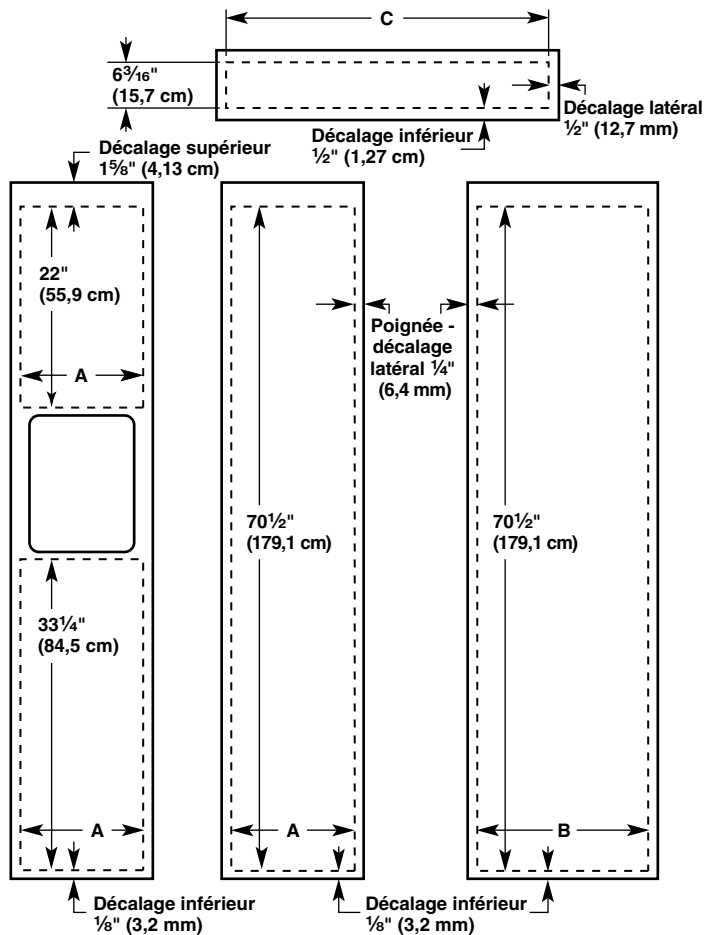 C
6³⁄₁₆"
(15,7 cm)
Décalage latéral
½" (12,7 mm)
Décalage inférieur
½" (1,27 cm)
Décalage supérieur
1⅝" (4,13 cm)
22"
(55,9 cm)
A
Poignée -
décalage
latéral ¼"
(6,4 mm)
70½"
(179,1 cm)
70½"
(179,1 cm)
33¼"
(84,5 cm)
A
A
B
Décalage inférieur
⅛" (3,2 mm)
Décalage inférieur
⅛" (3,2 mm)